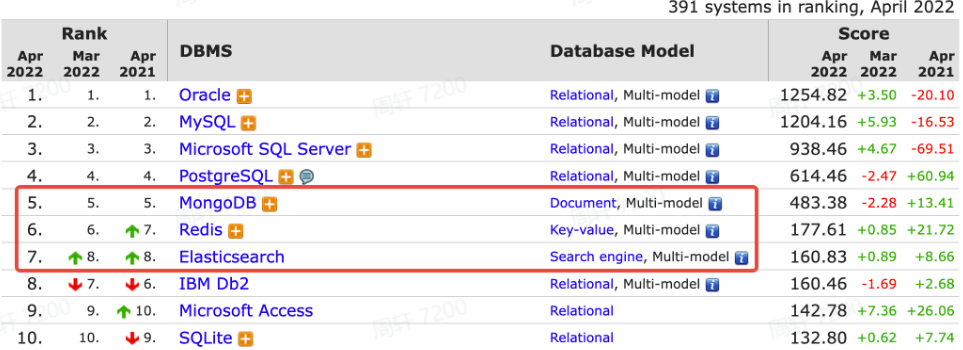 391 systems in ranking, April 2022
Rank DBMS Database Model Score
Apr 2022 Mar 2022 Apr 2021 Apr 2022 Mar 2022 Apr 2021
1. 1. 1. Oracle Relational, Multi-model 1254.82 +3.50 -20.10
2. 2. 2. MySQL Relational, Multi-model 1204.16 +5.93 -16.53
3. 3. 3. Microsoft SQL Server Relational, Multi-model 938.46 +4.67 -69.51
4. 4. 4. PostgreSQL Relational, Multi-model 614.46 -2.47 +60.94
5. 5. 5. MongoDB Document, Multi-model 483.38 -2.28 +13.41
6. 6. 7. Redis Key-value, Multi-model 177.61 +0.85 +21.72
7. 8. 8. Elasticsearch Search engine, Multi-model 160.83 +0.89 +8.66
8. 7. 6. IBM Db2 Relational, Multi-model 160.46 -1.69 +2.68
9. 9. 10. Microsoft Access Relational 142.78 +7.36 +26.06
10. 10. 9. SQLite Relational 132.80 +0.62 +7.74
周轩 7200